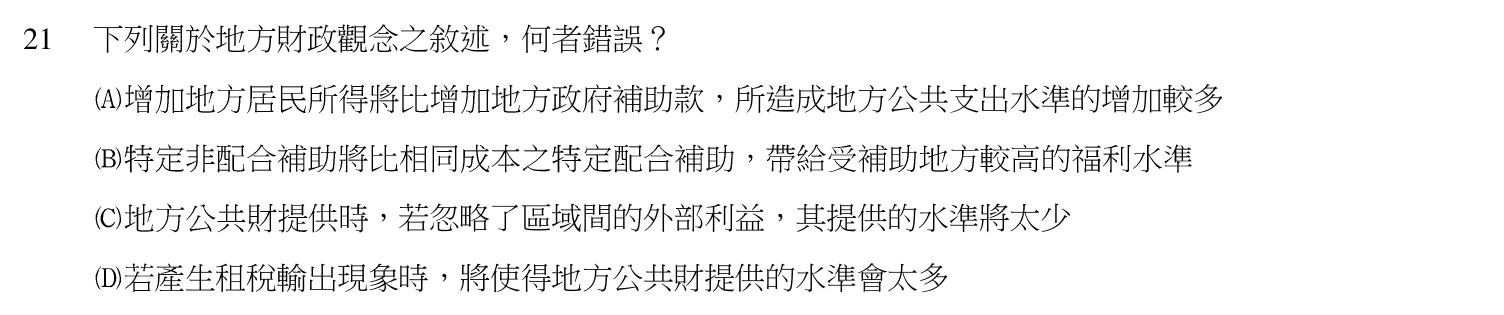 21 下列關於地方財政觀念之敘述，何者錯誤？
(A)增加地方居民所得將比增加地方政府補助款，所造成地方公共支出水準的增加較多
(B)特定非配合補助將比相同成本之特定配合補助，帶給受補助地方較高的福利水準
(C)地方公共財提供時，若忽略了區域間的外部利益，其提供的水準將太少
(D)若產生租稅輸出現象時，將使得地方公共財提供的水準會太多